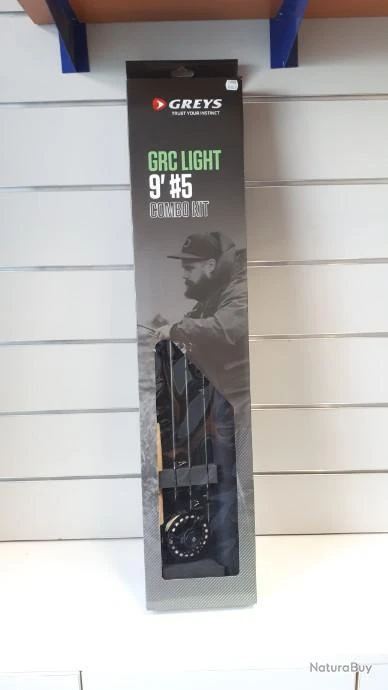 GREYS
TRUST YOUR INSTINCT
GRC LIGHT
9' #5
COMBO KIT
NaturaBuy